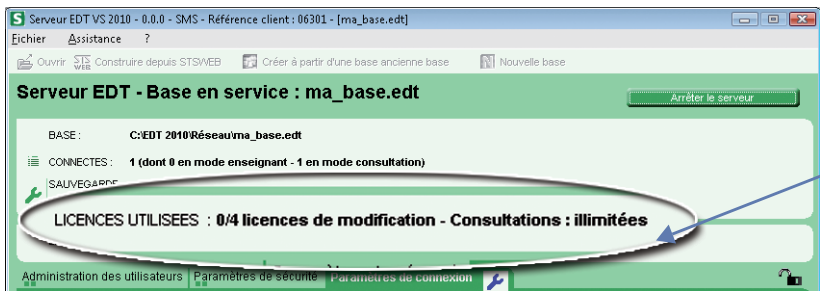 Serveur EDT VS 2010 - 0.0.0 - SMS - Référence client : 06301 - [ma_base.edt]
Fichier Assistance ?
Ouvrir STS WEB Construire depuis STSWEB Créer à partir d'une base ancienne base Nouvelle base
Serveur EDT - Base en service : ma_base.edt Arrêter le serveur
BASE : C:\EDT 2010\Réseau\ma_base.edt
CONNECTES : 1 (dont 0 en mode enseignant - 1 en mode consultation)
SAUVEGARDE
LICENCES UTILISEES : 0/4 licences de modification - Consultations : illimitées
Administration des utilisateurs Paramètres de sécurité Paramètres de connexion